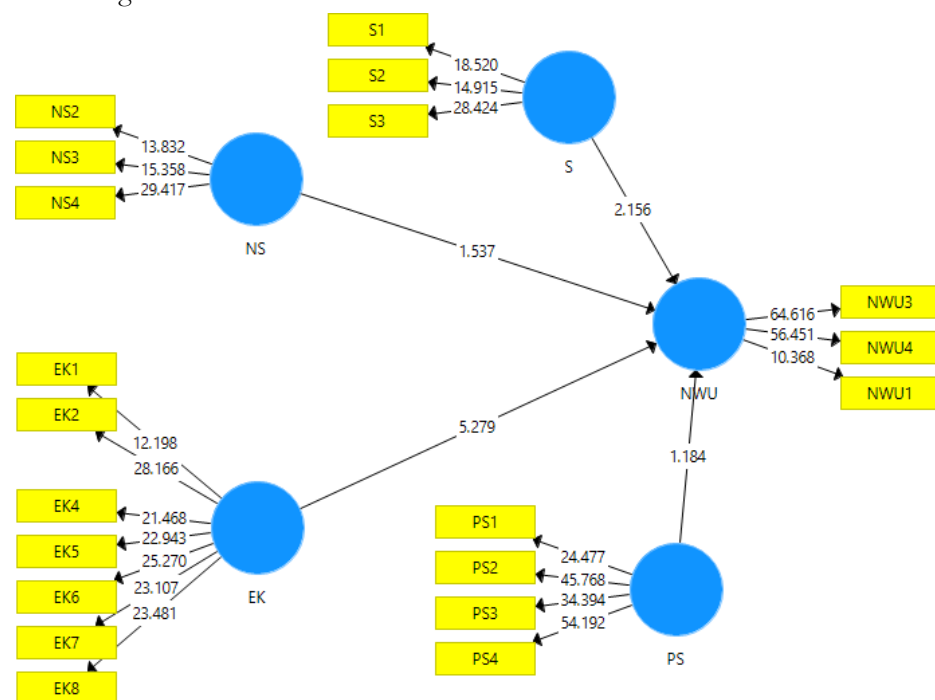 S1
S2
S3
18.520
14.915
28.424
S
NS2
NS3
NS4
13.832
15.358
29.417
NS
2.156
1.537
NWU
64.616
56.451
10.368
NWU3
NWU4
NWU1
EK1
EK2
EK4
EK5
EK6
EK7
EK8
12.198
28.166
21.468
22.943
25.270
23.107
23.481
EK
5.279
1.184
PS1
PS2
PS3
PS4
24.477
45.768
34.394
54.192
PS